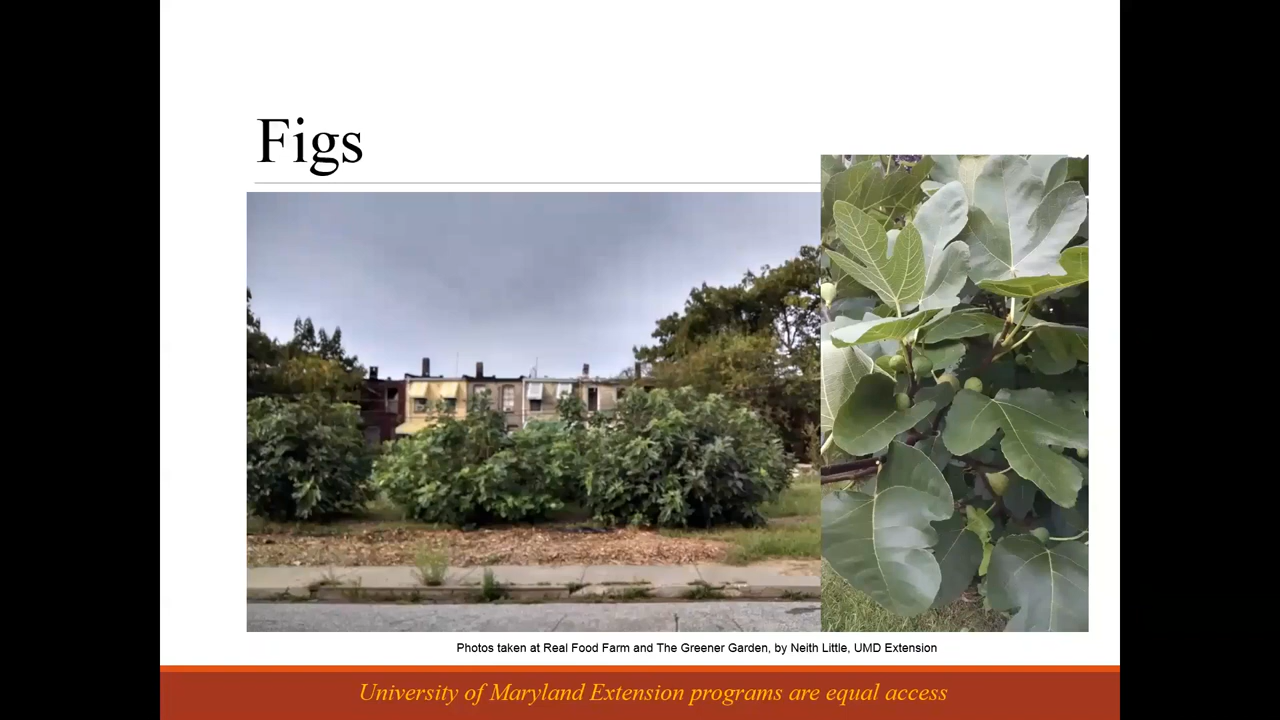 Figs
Photos taken at Real Food Farm and The Greener Garden, by Neith Little, UMD Extension
University of Maryland Extension programs are equal access